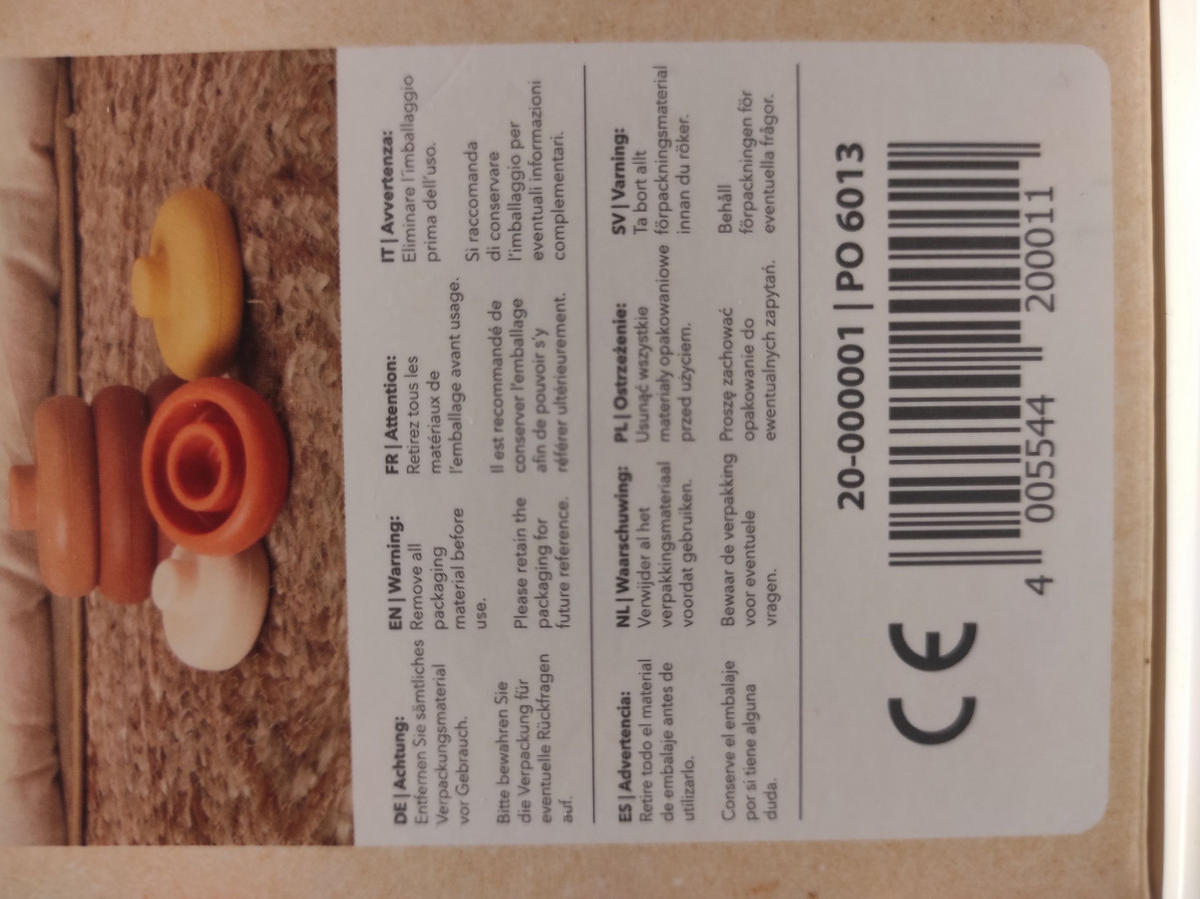 DE | Achtung:
Entfernen Sie sämtliches
Verpackungsmaterial
vor Gebrauch.
Bitte bewahren Sie
die Verpackung für
eventuelle Rückfragen
auf.
EN | Warning:
Remove all
packaging
material before
use.
Please retain the
packaging for
future reference.
FR | Attention:
Retirez tous les
matériaux de
l'emballage avant usage.
Il est recommandé de
conserver l'emballage
afin de pouvoir s'y
référer ultérieurement.
IT | Avvertenza:
Eliminare l'imballaggio
prima dell'uso.
Si raccomanda
di conservare
l'imballaggio per
eventuali informazioni
complementari.
ES | Advertencia:
Retire todo el material
de embalaje antes de
utilizarlo.
Conserve el embalaje
por si tiene alguna
duda.
NL | Waarschuwing:
Verwijder al het
verpakkingsmateriaal
voordat gebruiken.
Bewaar de verpakking
voor eventuele
vragen.
PL | Ostrzeżenie:
Usunąć wszystkie
materiały opakowaniowe
przed użyciem.
Proszę zachować
opakowanie do
ewentualnych zapytań.
SV | Varning:
Ta bort allt
förpackningsmaterial
innan du röker.
Behåll
förpackningen för
eventuella frågor.
CE
20-000001 | PO 6013
4 005544 200011